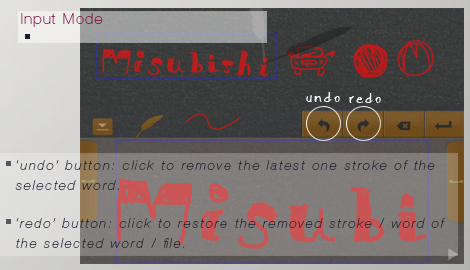 Input Mode
Misubishi
undo redo
'undo' button: click to remove the latest one stroke of the
selected word.
'redo' button: click to restore the removed stroke / word of
the selected word / file.
Misubi